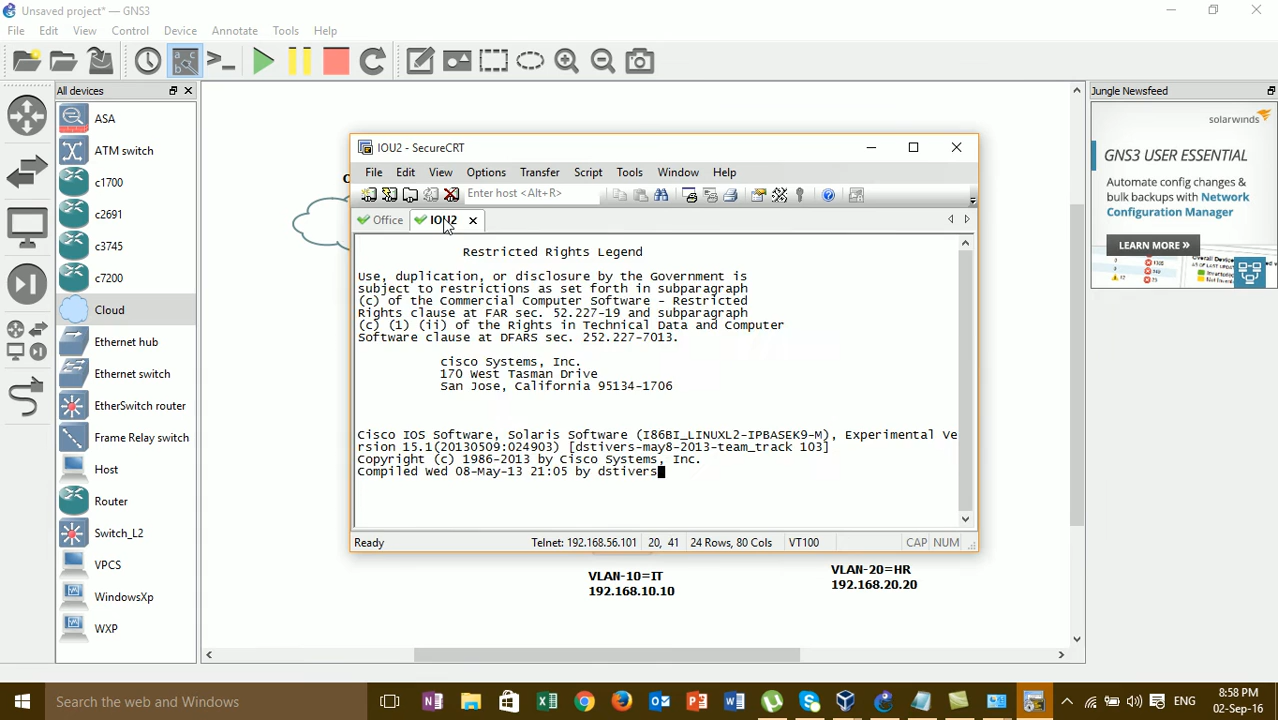 Unsaved project* - GNS3
File Edit View Control Device Annotate Tools Help
All devices
ASA
ATM switch
c1700
c2691
c3745
c7200
Cloud
Ethernet hub
Ethernet switch
EtherSwitch router
Frame Relay switch
Host
Router
Switch_L2
VPCS
WindowsXp
WXP
IOU2 - SecureCRT
File Edit View Options Transfer Script Tools Window Help
Enter host <Alt+R>
Office IOU2
Restricted Rights Legend
Use, duplication, or disclosure by the Government is
subject to restrictions as set forth in subparagraph
(c) of the Commercial Computer Software - Restricted
Rights clause at FAR sec. 52.227-19 and subparagraph
(c) (1) (ii) of the Rights in Technical Data and Computer
Software clause at DFARS sec. 252.227-7013.
cisco Systems, Inc.
170 West Tasman Drive
San Jose, California 95134-1706
Cisco IOS Software, Solaris Software (I86BI_LINUXL2-IPBASEK9-M), Experimental Ve
rsion 15.1(20130509:024903) [dstivers-may8-2013-team_track 103]
Copyright (c) 1986-2013 by Cisco Systems, Inc.
Compiled Wed 08-May-13 21:05 by dstivers
Ready Telnet: 192.168.56.101 20, 41 24 Rows, 80 Cols VT100 CAP NUM
VLAN-10=IT
192.168.10.10
VLAN-20=HR
192.168.20.20
Jungle Newsfeed
solarwinds
GNS3 USER ESSENTIAL
Automate config changes &
backup backups with Network
Configuration Manager
LEARN MORE »
Search the web and Windows
ENG
8:58 PM
02-Sep-16